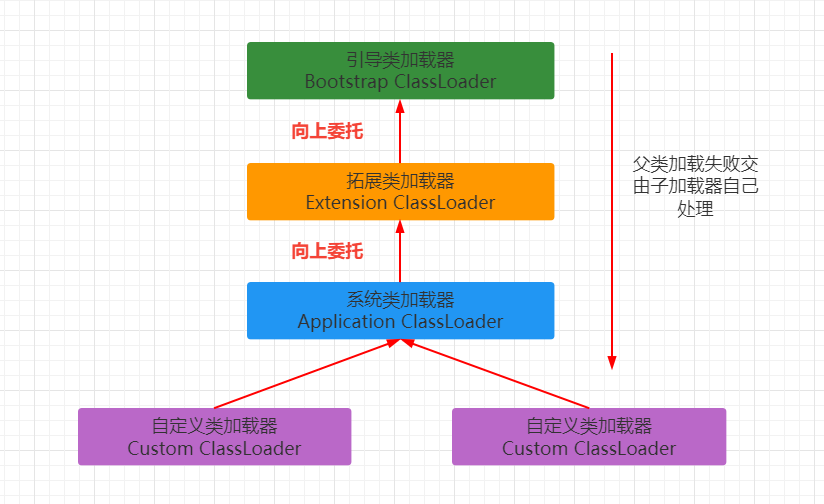 引导类加载器
Bootstrap ClassLoader
向上委托
拓展类加载器
Extension ClassLoader
父类加载失败交
由子加载器自己
处理
向上委托
系统类加载器
Application ClassLoader
自定义类加载器
Custom ClassLoader
自定义类加载器
Custom ClassLoader